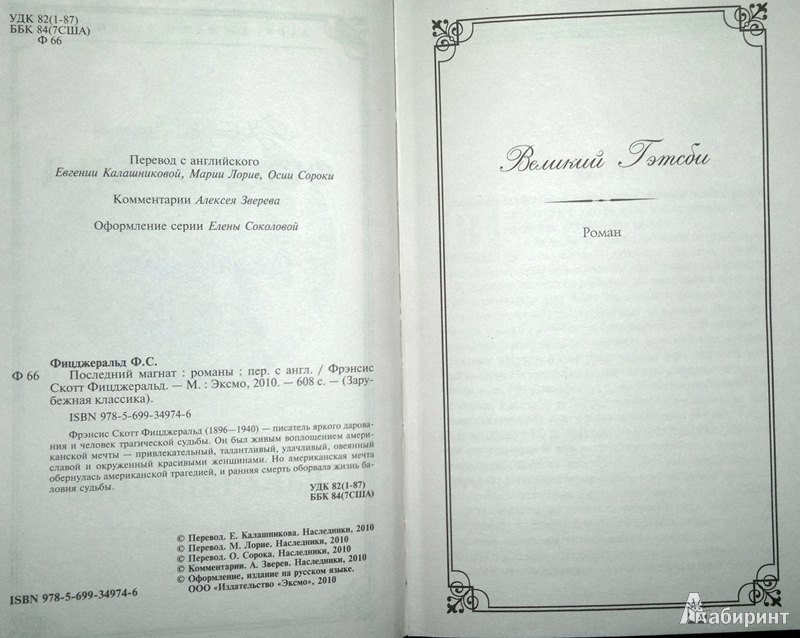 УДК 82(1-87)
ББК 84(7США)
Ф 66
Перевод с английского
Евгении Калашниковой, Марии Лорие, Осии Сороки
Комментарии Алексея Зверева
Оформление серии Елены Соколовой
Фицджеральд Ф.С.
Ф 66 Последний магнат : романы : пер. с англ. / Фрэнсис
Скотт Фицджеральд. — М. : Эксмо, 2010. — 608 с. — (Зару-
бежная классика).
ISBN 978-5-699-34974-6
Фрэнсис Скотт Фицджеральд (1896—1940) — писатель яркого дарова-
ния и человек трагической судьбы. Он был живым воплощением амери-
канской мечты — привлекательный, талантливый, удачливый, овеянный
славой и окруженный красивыми женщинами. Но американская мечта
обернулась американской трагедией, и ранняя смерть оборвала жизнь ба-
ловня судьбы.
УДК 82(1-87)
ББК 84(7США)
© Перевод. Е. Калашникова. Наследники, 2010
© Перевод. М. Лорие. Наследники, 2010
© Перевод. О. Сорока. Наследники, 2010
© Комментарии. А. Зверев. Наследники, 2010
© Оформление, издание на русском языке.
ООО «Издательство «Эксмо», 2010
ISBN 978-5-699-34974-6
Великий Гэтсби
Роман
Лабиринт